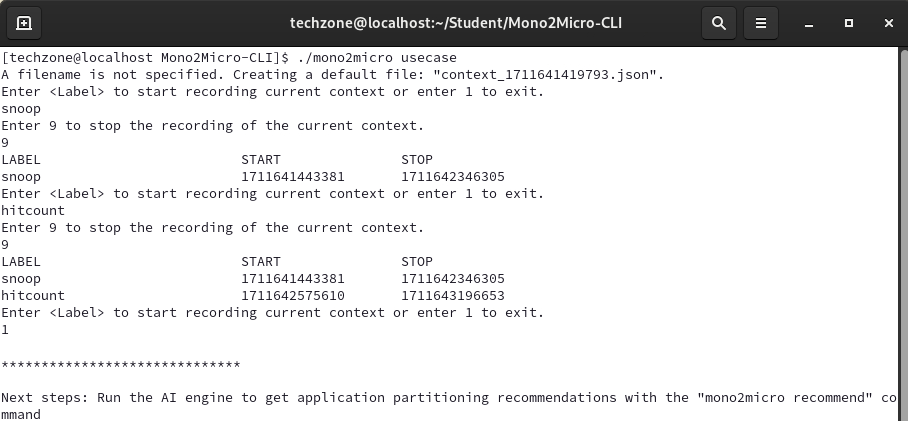 techzone@localhost:~/Student/Mono2Micro-CLI
[techzone@localhost Mono2Micro-CLI]$ ./mono2micro usecase
A filename is not specified. Creating a default file: "context_1711641419793.json".
Enter <Label> to start recording current context or enter 1 to exit.
snoop
Enter 9 to stop the recording of the current context.
9
LABEL                         START               STOP
snoop                         1711641443381       1711642346305
Enter <Label> to start recording current context or enter 1 to exit.
hitcount
Enter 9 to stop the recording of the current context.
9
LABEL                         START               STOP
snoop                         1711641443381       1711642346305
hitcount                      1711642575610       1711643196653
Enter <Label> to start recording current context or enter 1 to exit.
1
******************************
Next steps: Run the AI engine to get application partitioning recommendations with the "mono2micro recommend" co
mmand